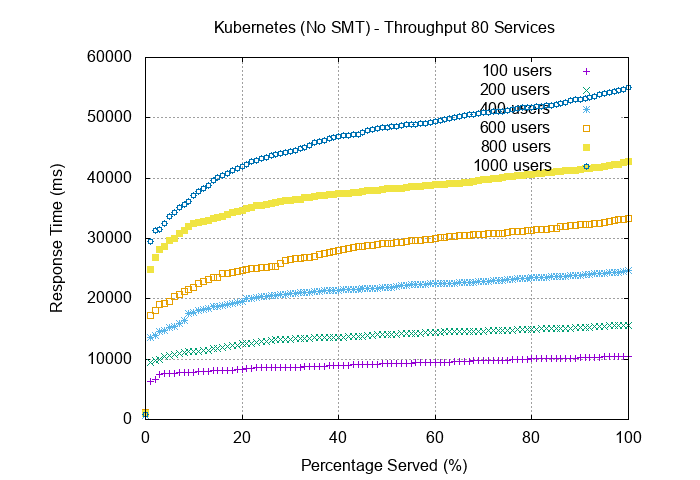 Kubernetes (No SMT) - Throughput 80 Services
60000
50000
40000
30000
20000
10000
0
Response Time (ms)
100 users
200 users
400 users
600 users
800 users
1000 users
0 20 40 60 80 100
Percentage Served (%)